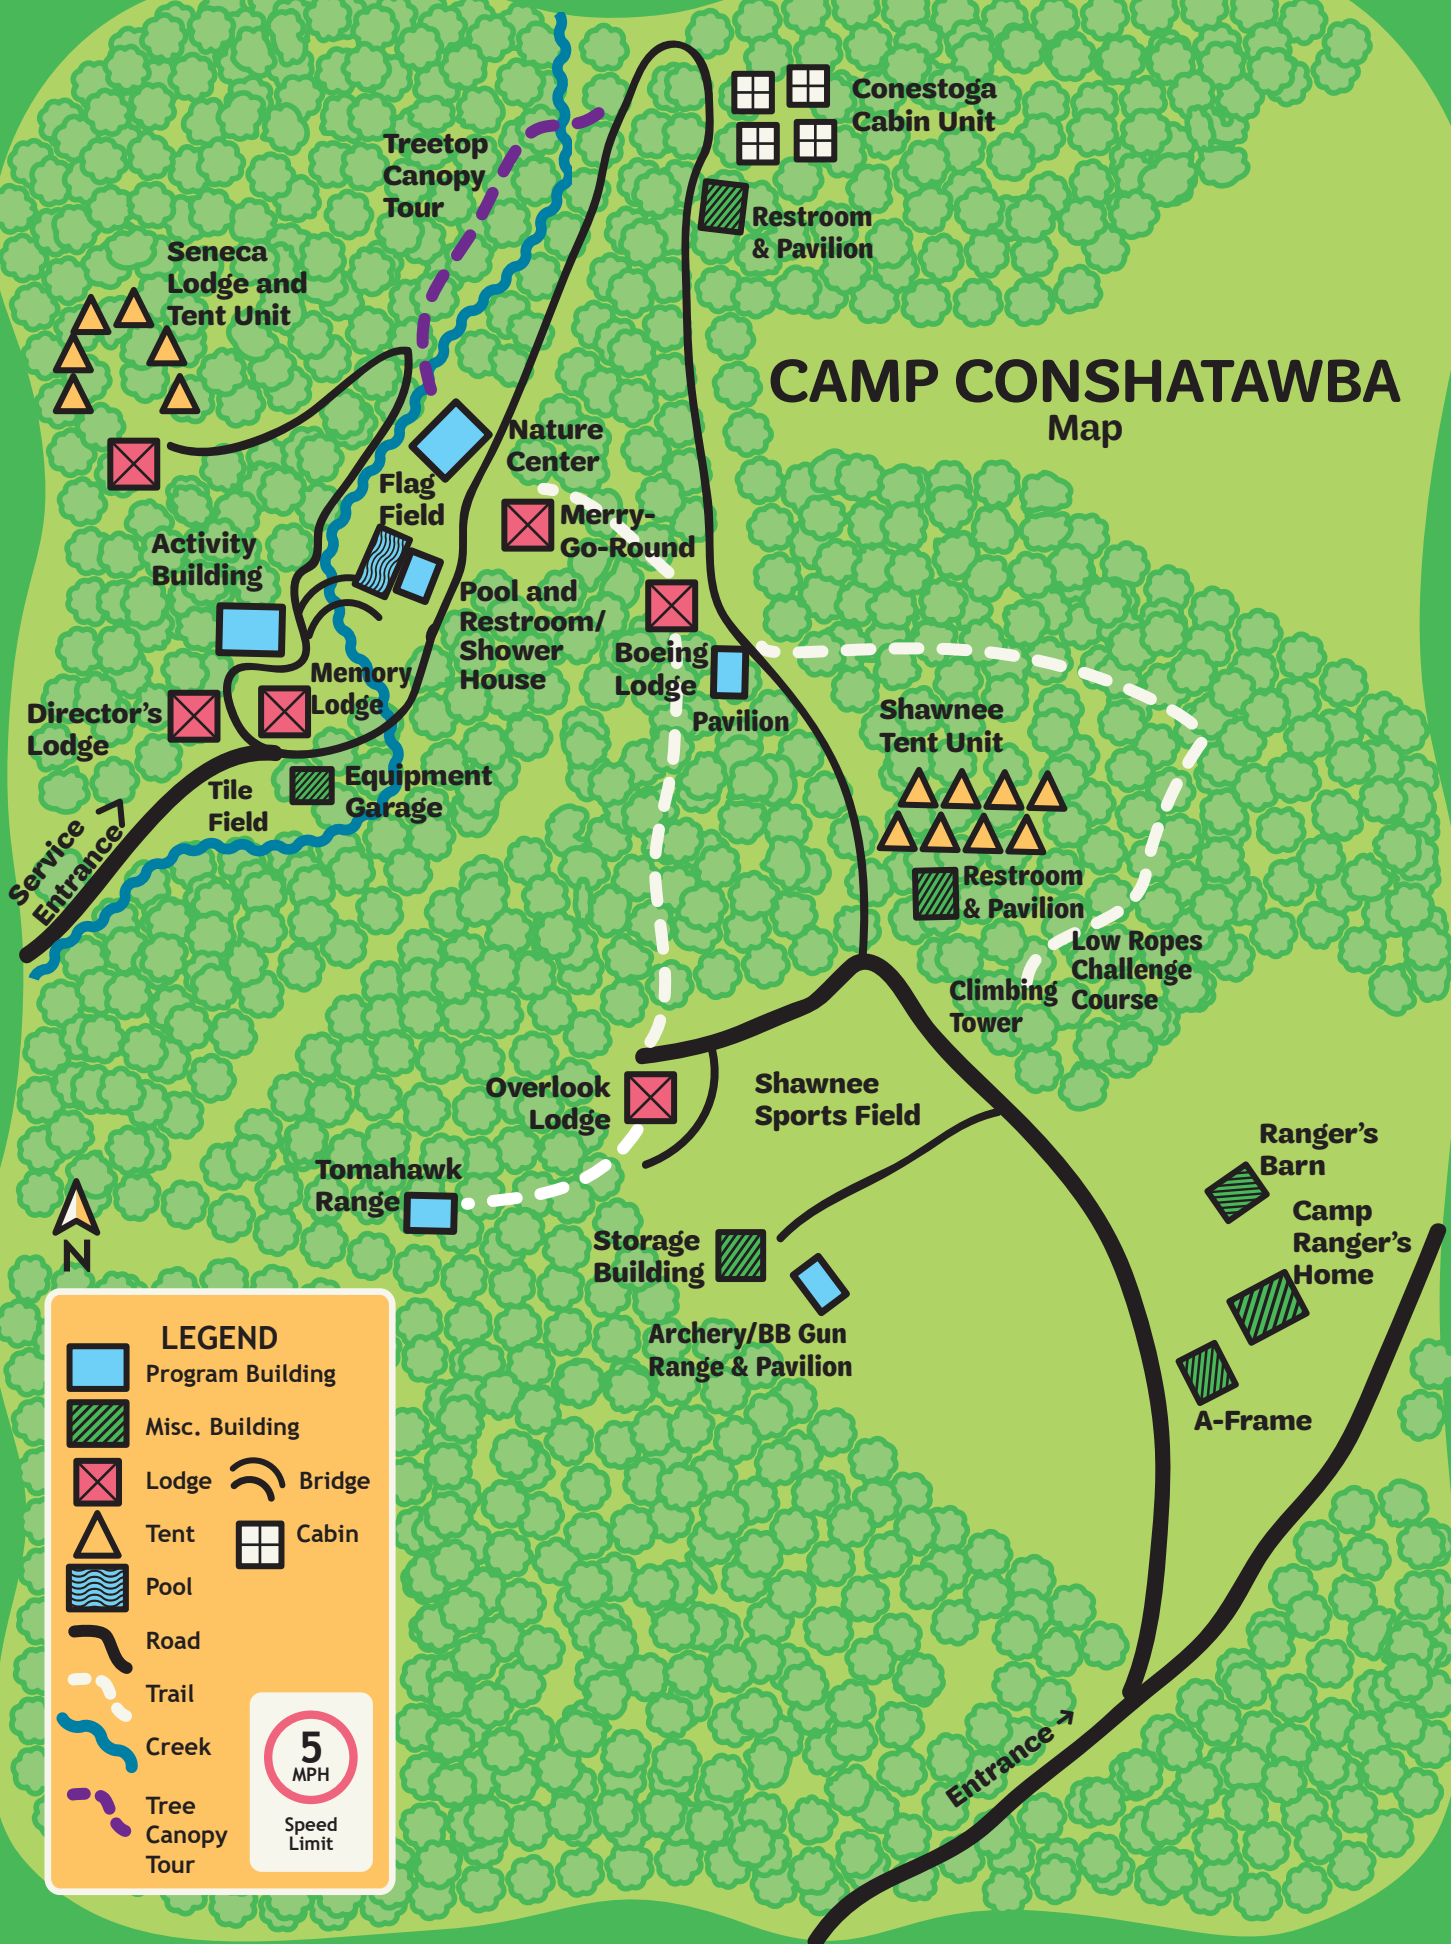 Conestoga
Cabin Unit
Treetop
Canopy
Tour
Restroom
& Pavilion
Seneca
Lodge and
Tent Unit
CAMP CONSHATAWBA
Map
Nature
Center
Flag
Field
Merry-
Go-Round
Activity
Building
Pool and
Restroom/
Shower
House
Boeing
Lodge
Memory
Lodge
Pavilion
Director's
Lodge
Shawnee
Tent Unit
Equipment
Garage
Tile
Field
Service
Entrance
Restroom
& Pavilion
Low Ropes
Challenge
Course
Climbing
Tower
Overlook
Lodge
Shawnee
Sports Field
Ranger's
Barn
Tomahawk
Range
Camp
Ranger's
Home
Storage
Building
N
Archery/BB Gun
Range & Pavilion
A-Frame
LEGEND
Program Building
Misc. Building
Lodge
Bridge
Tent
Cabin
Pool
Road
Trail
Creek
Tree
Canopy
Tour
5
MPH
Speed
Limit
Entrance →